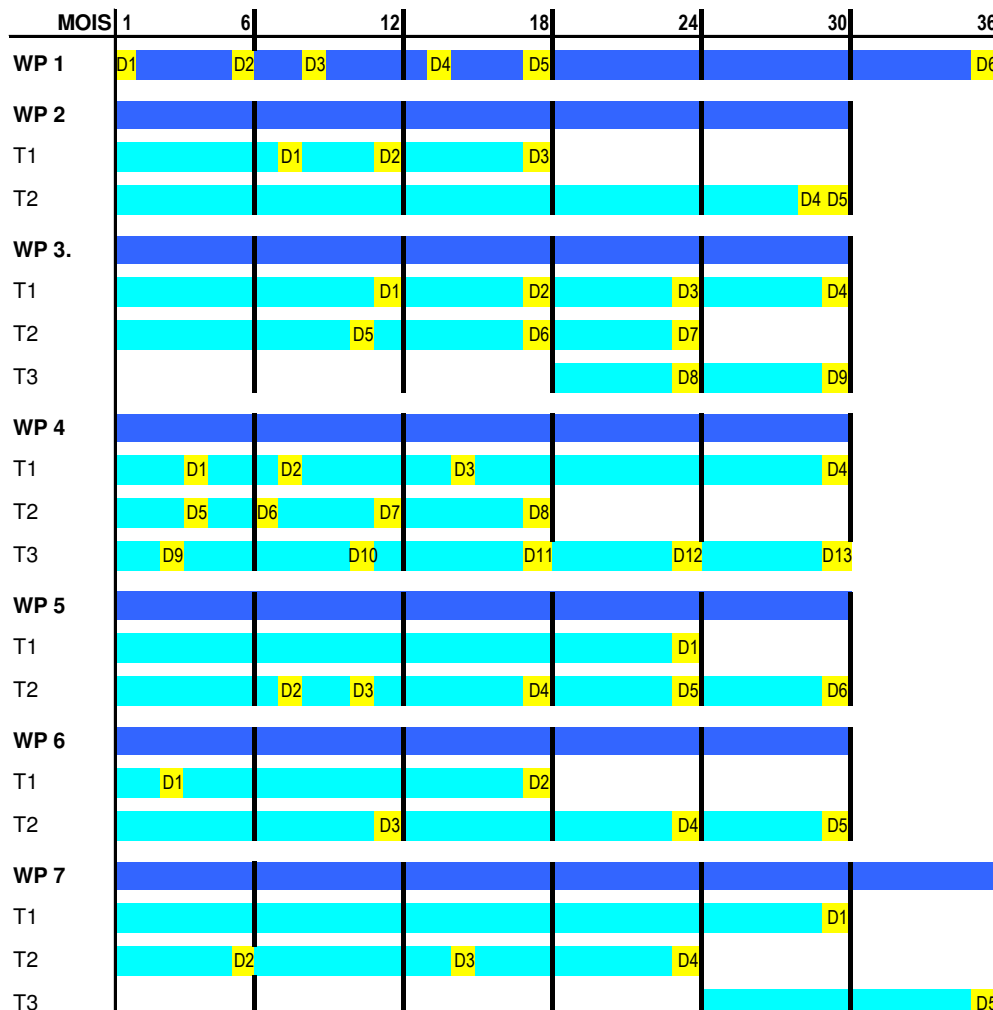 MOIS 1 6 12 18 24 30 36
WP 1 D1 D2 D3 D4 D5 D6
WP 2
T1 D1 D2 D3
T2 D4 D5
WP 3.
T1 D1 D2 D3 D4
T2 D5 D6 D7
T3 D8 D9
WP 4
T1 D1 D2 D3 D4
T2 D5 D6 D7 D8
T3 D9 D10 D11 D12 D13
WP 5
T1 D1
T2 D2 D3 D4 D5 D6
WP 6
T1 D1 D2
T2 D3 D4 D5
WP 7
T1 D1
T2 D2 D3 D4
T3 D5